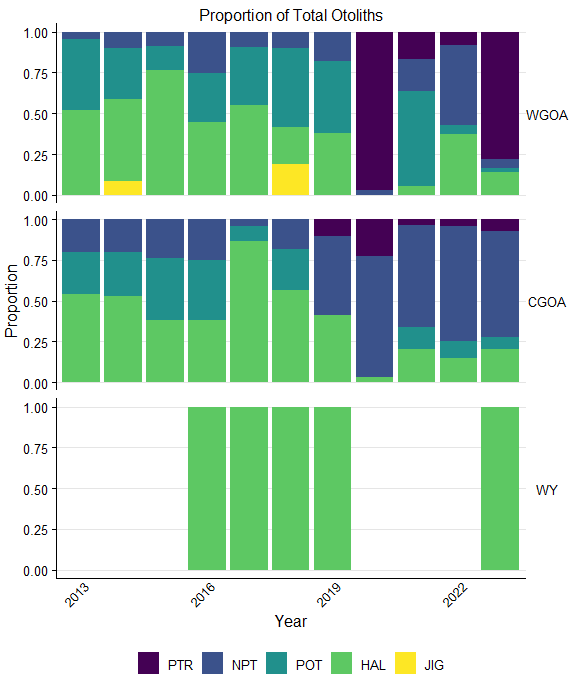 Proportion of Total Otoliths
1.00
0.75
0.50
0.25
0.00
WGOA
1.00
0.75
0.50
0.25
0.00
CGOA
Proportion
1.00
0.75
0.50
0.25
0.00
WY
2013
2016
2019
2022
Year
PTR
NPT
POT
HAL
JIG